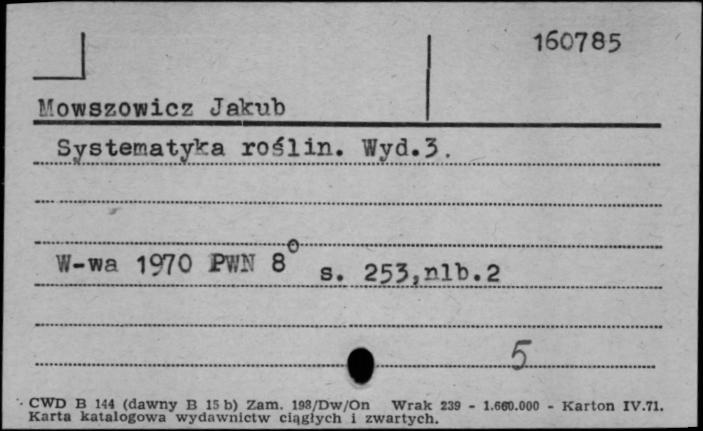 160785
Mowszowicz Jakub
Systematyka roślin. Wyd.3.
W-wa 1970 PWN 8° s. 253,nlb.2
5
CWD B 144 (dawny B 15 b) Zam. 198/Dw/On Wrak 239 - 1.660.000 - Karton IV.71.
Karta katalogowa wydawnictw ciągłych i zwartych.